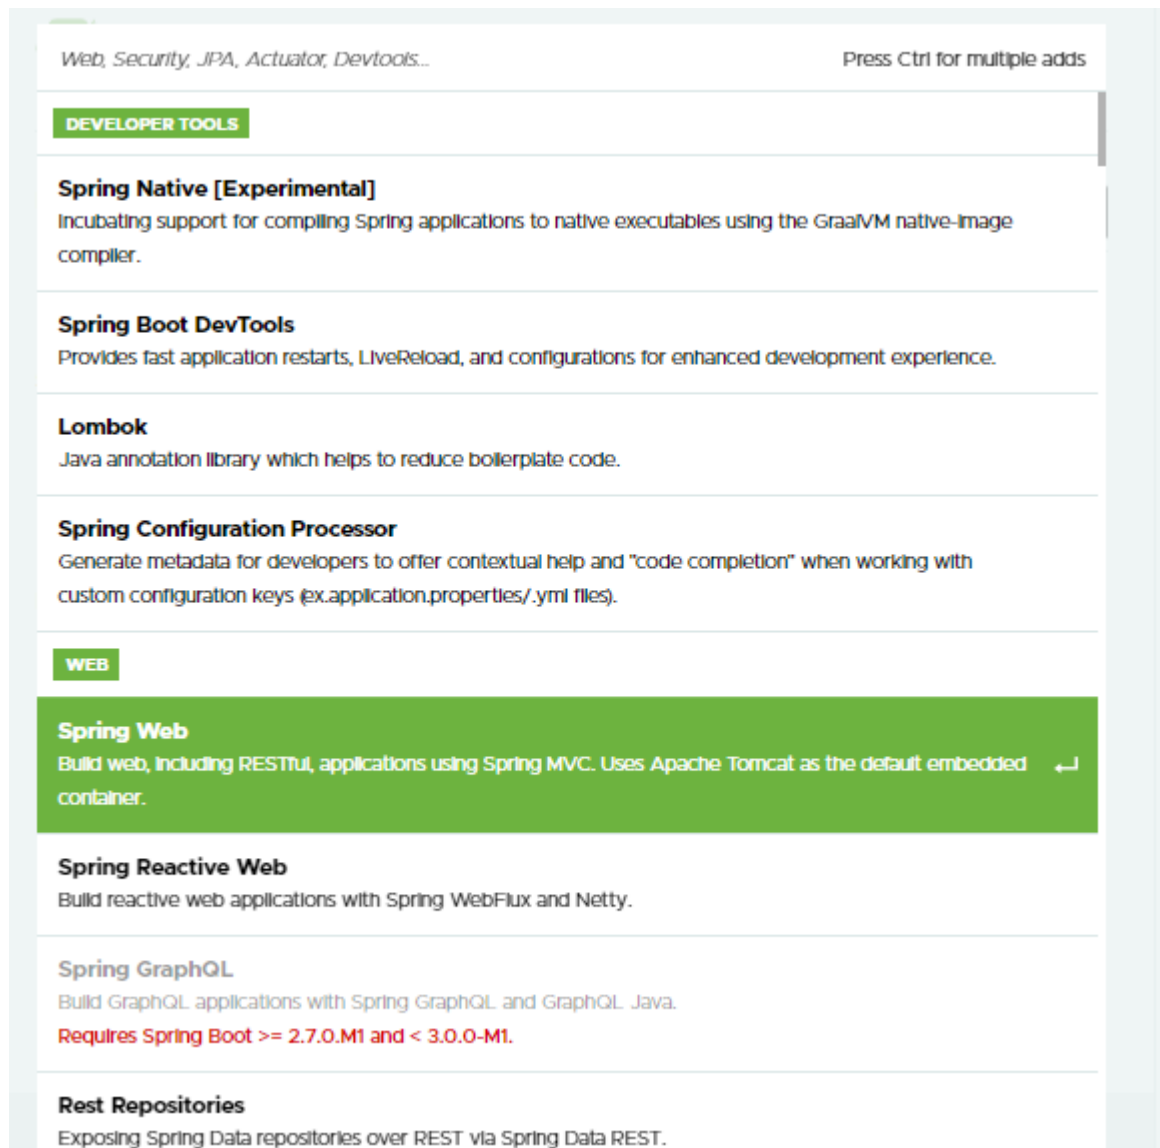 Web, Security, JPA, Actuator, Devtools...
Press Ctrl for multiple adds
DEVELOPER TOOLS
Spring Native [Experimental]
Incubating support for compiling Spring applications to native executables using the GraalVM native-image
compiler.
Spring Boot DevTools
Provides fast application restarts, LiveReload, and configurations for enhanced development experience.
Lombok
Java annotation library which helps to reduce boilerplate code.
Spring Configuration Processor
Generate metadata for developers to offer contextual help and "code completion" when working with
custom configuration keys (ex.application.properties/.yml files).
WEB
Spring Web
Build web, including RESTful, applications using Spring MVC. Uses Apache Tomcat as the default embedded
container.
Spring Reactive Web
Build reactive web applications with Spring WebFlux and Netty.
Spring GraphQL
Build GraphQL applications with Spring GraphQL and GraphQL Java.
Requires Spring Boot >= 2.7.0.M1 and < 3.0.0-M1.
Rest Repositories
Exposing Spring Data repositories over REST via Spring Data REST.